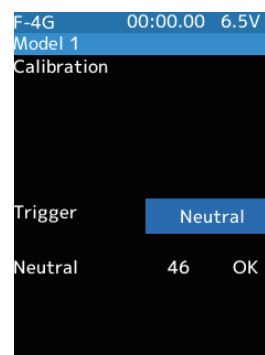 F-4G 00:00.00 6.5V
Model 1
Calibration
Trigger Neutral
Neutral 46 OK